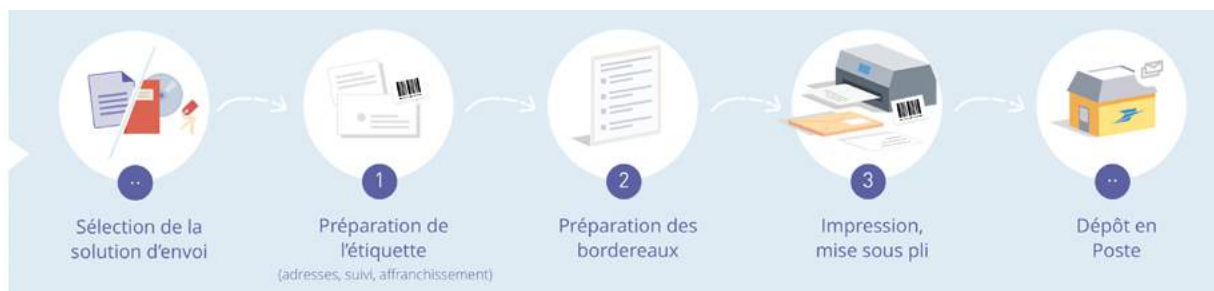 ..
Sélection de la
solution d'envoi
1
Préparation de
l'étiquette
(adresses, suivi, affranchissement)
2
Préparation des
bordereaux
3
Impression,
mise sous pli
..
Dépôt en
Poste